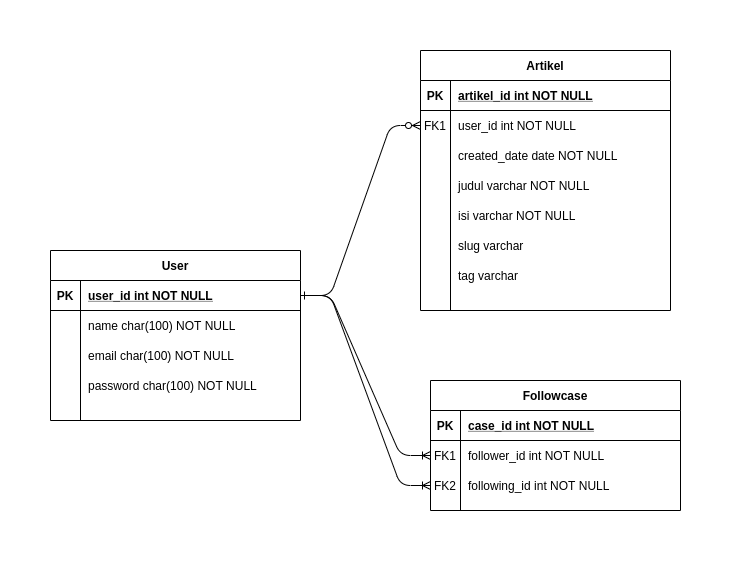 Artikel
PK artikel_id int NOT NULL
FK1 user_id int NOT NULL
created_date date NOT NULL
judul varchar NOT NULL
isi varchar NOT NULL
slug varchar
tag varchar
User
PK user_id int NOT NULL
name char(100) NOT NULL
email char(100) NOT NULL
password char(100) NOT NULL
Followcase
PK case_id int NOT NULL
FK1 follower_id int NOT NULL
FK2 following_id int NOT NULL